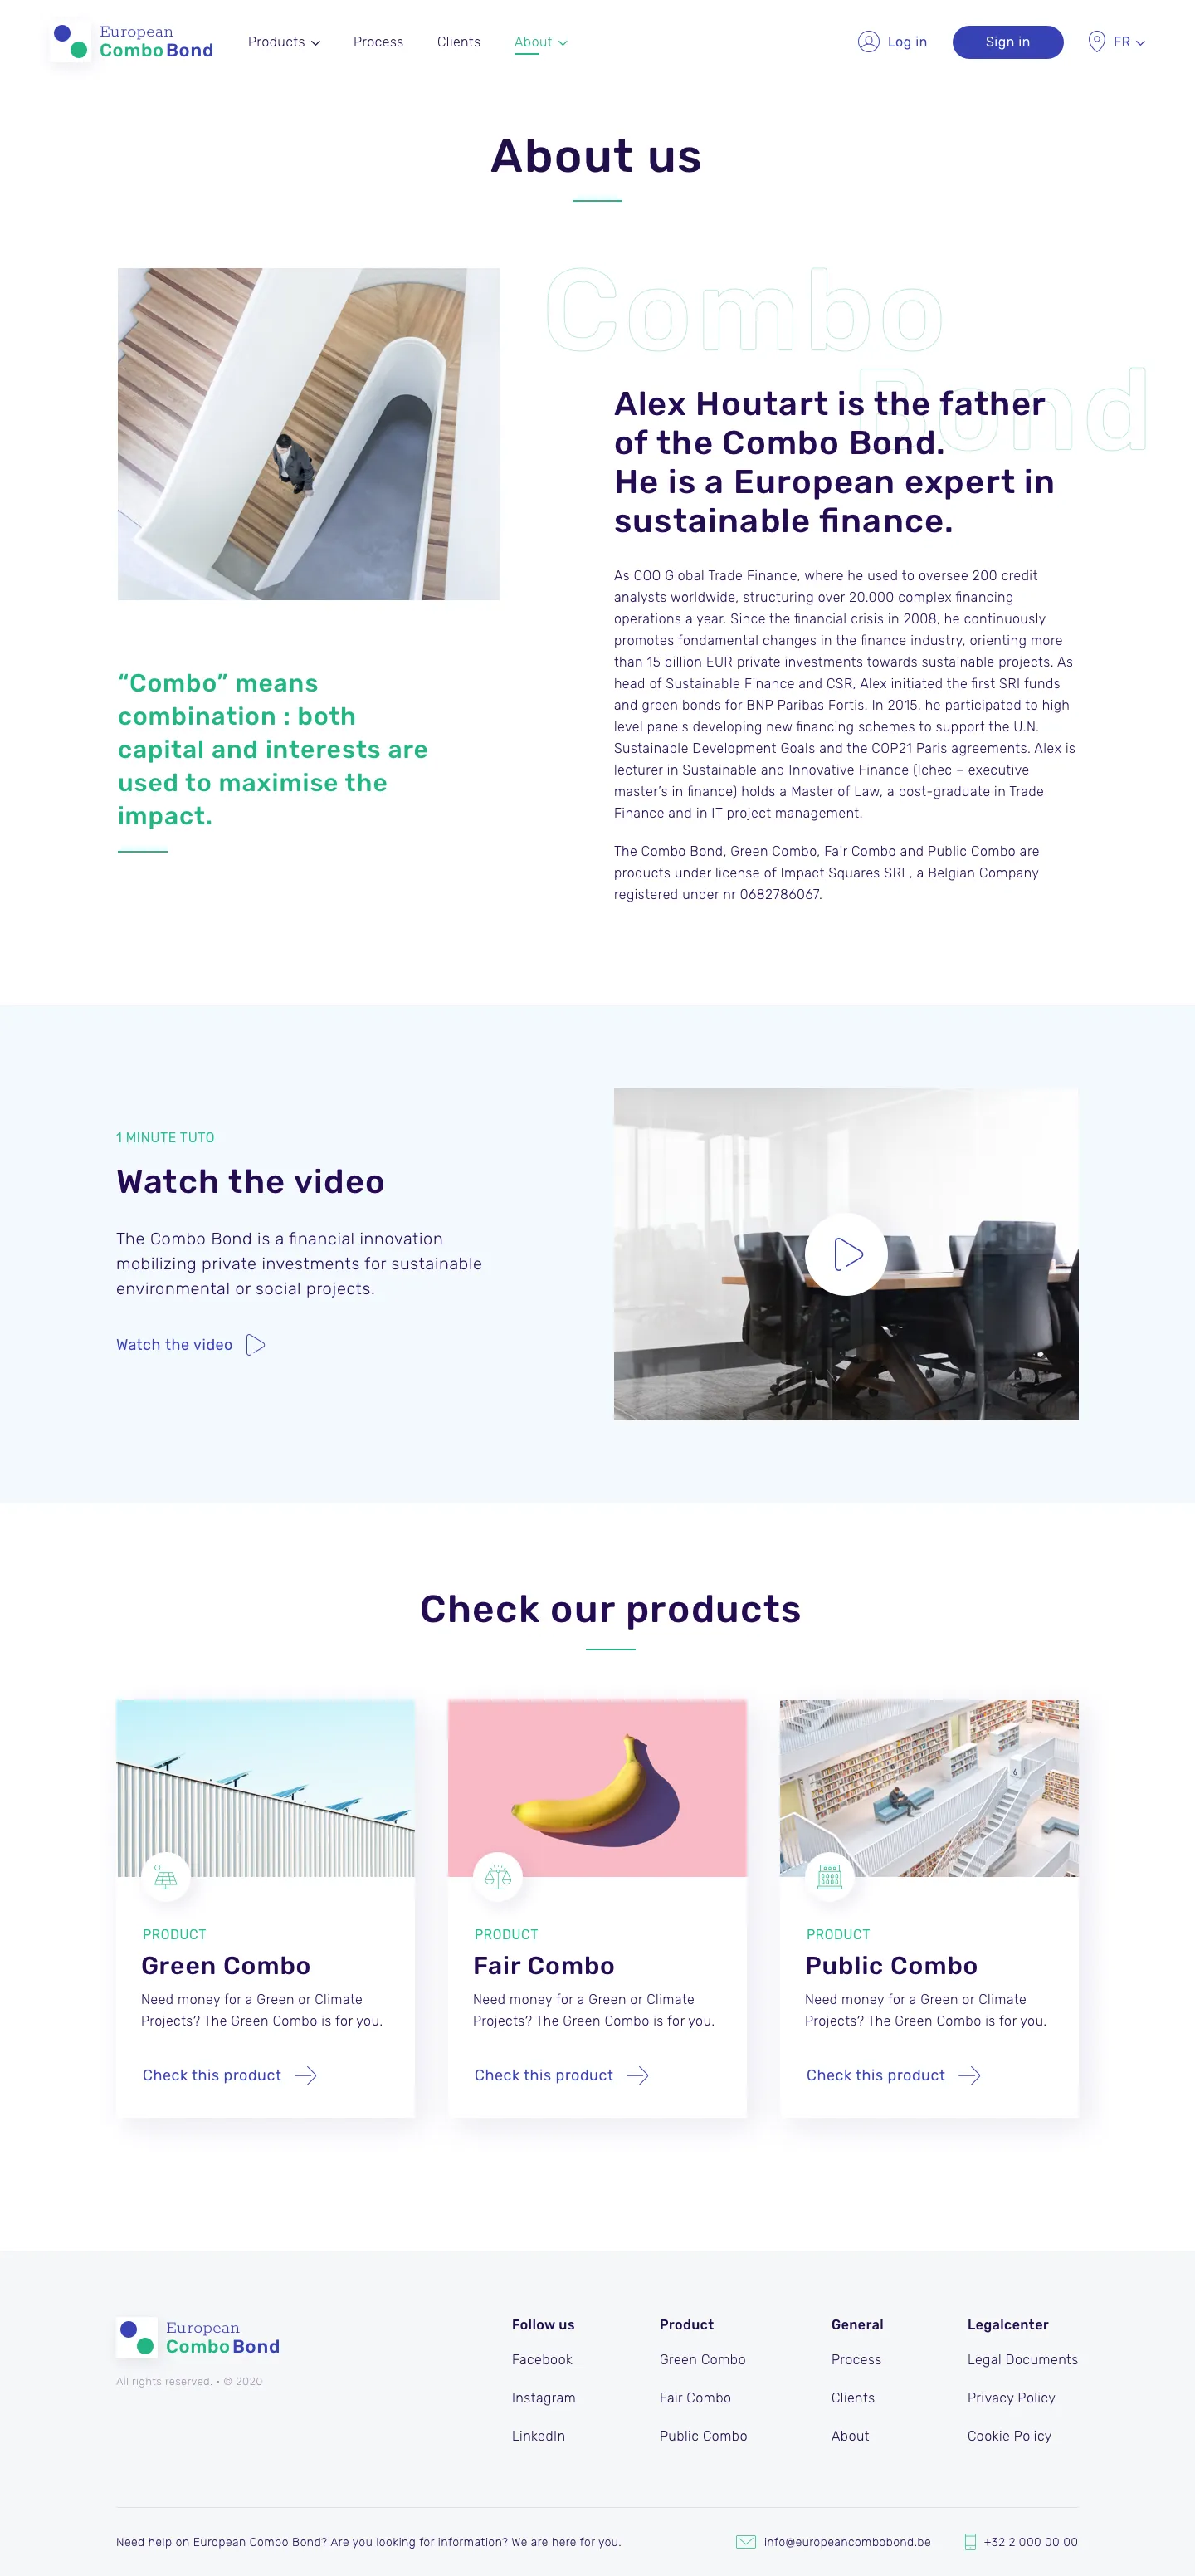 European
ComboBond
Products
Process
Clients
About
Log in
Sign in
FR
About us
Combo
Bond
Alex Houtart is the father
of the Combo Bond.
He is a European expert in
sustainable finance.
As COO Global Trade Finance, where he used to oversee 200 credit
analysts worldwide, structuring over 20.000 complex financing
operations a year. Since the financial crisis in 2008, he continuously
promotes fondamental changes in the finance industry, orienting more
than 15 billion EUR private investments towards sustainable projects. As
head of Sustainable Finance and CSR, Alex initiated the first SRI funds
and green bonds for BNP Paribas Fortis. In 2015, he participated to high
level panels developing new financing schemes to support the U.N.
Sustainable Development Goals and the COP21 Paris agreements. Alex is
lecturer in Sustainable and Innovative Finance (Ichec – executive
master's in finance) holds a Master of Law, a post-graduate in Trade
Finance and in IT project management.
The Combo Bond, Green Combo, Fair Combo and Public Combo are
products under license of Impact Squares SRL, a Belgian Company
registered under nr 0682786067.
“Combo” means
combination : both
capital and interests are
used to maximise the
impact.
1 MINUTE TUTO
Watch the video
The Combo Bond is a financial innovation
mobilizing private investments for sustainable
environmental or social projects.
Watch the video
Check our products
6
PRODUCT
Green Combo
Need money for a Green or Climate
Projects? The Green Combo is for you.
Check this product
PRODUCT
Fair Combo
Need money for a Green or Climate
Projects? The Green Combo is for you.
Check this product
PRODUCT
Public Combo
Need money for a Green or Climate
Projects? The Green Combo is for you.
Check this product
European
ComboBond
All rights reserved. • © 2020
Follow us
Facebook
Instagram
LinkedIn
Product
Green Combo
Fair Combo
Public Combo
General
Process
Clients
About
Legalcenter
Legal Documents
Privacy Policy
Cookie Policy
Need help on European Combo Bond? Are you looking for information? We are here for you.
info@europeancombobond.be
+32 2 000 00 00